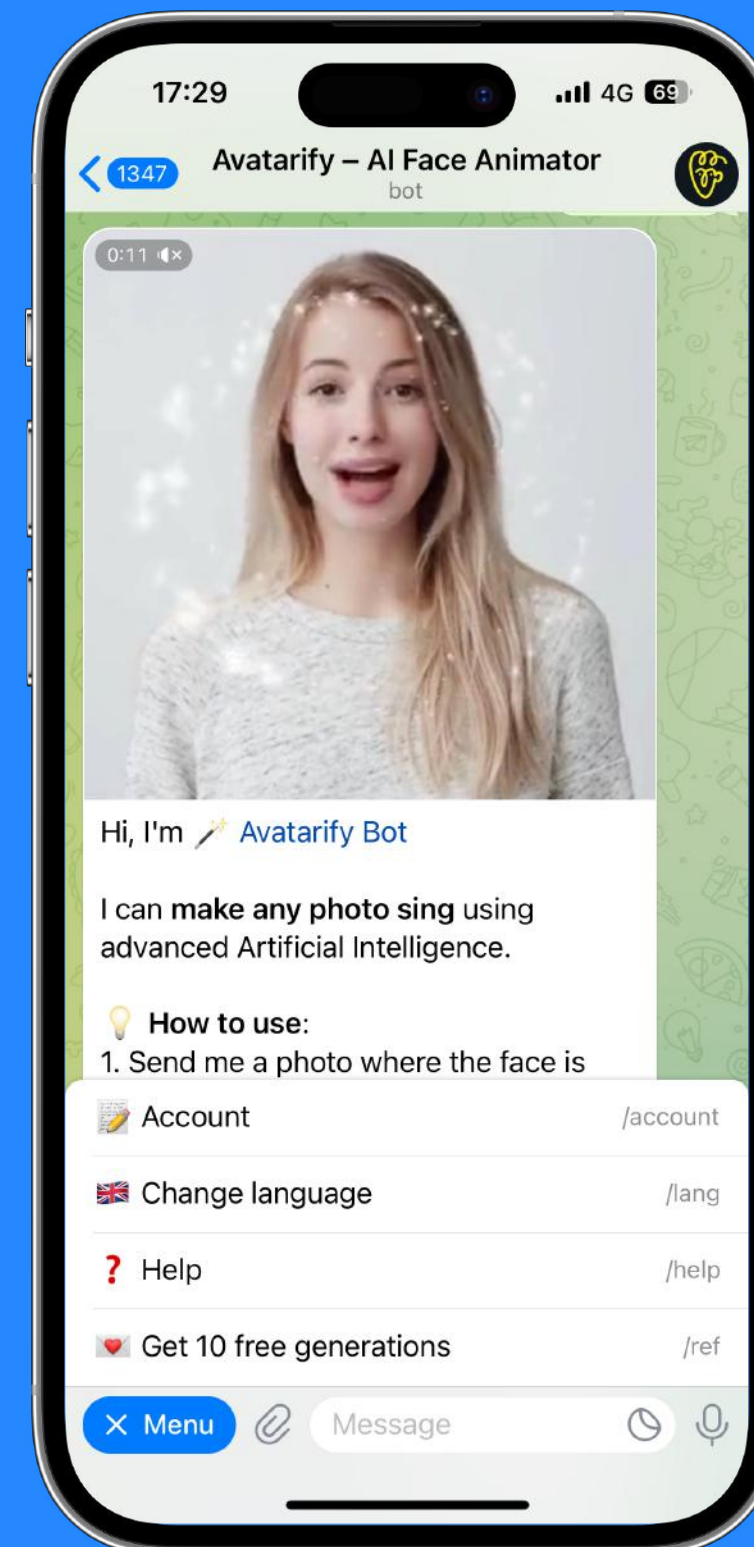 17:29
4G 69
1347
Avatarify – AI Face Animator
bot
0:11
Hi, I'm 🪄 Avatarify Bot
I can make any photo sing using
advanced Artificial Intelligence.
💡 How to use:
1. Send me a photo where the face is
📝 Account /account
🇬🇧 Change language /lang
❓ Help /help
💌 Get 10 free generations /ref
× Menu
Message